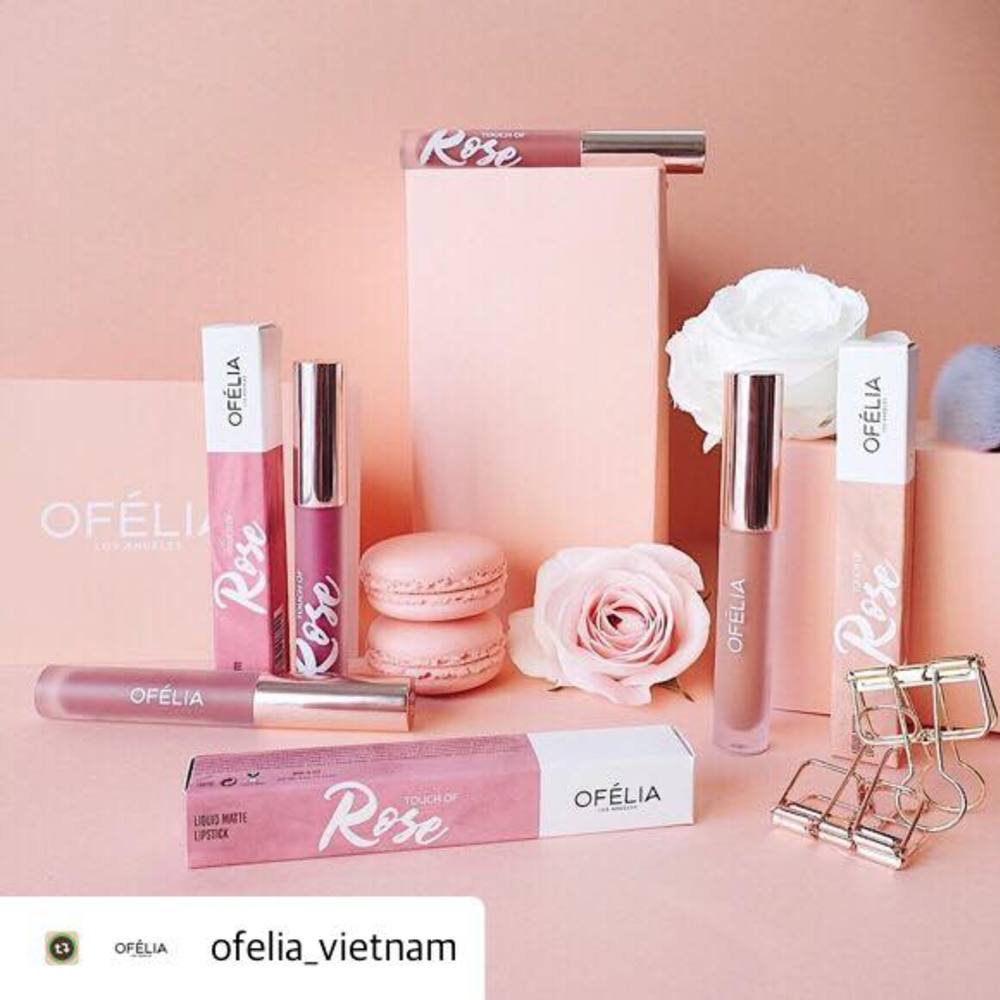 TOUCH OF
Rose
OFÉLIA
OFÉLIA
OFÉLIA
LOS ANGELES
TOUCH OF
Rose
TOUCH OF
Rose
OFÉLIA
TOUCH OF
Rose
OFÉLIA
TOUCH OF
Rose
LIQUID MATTE
LIPSTICK
OFÉLIA
LOS ANGELES
OFÉLIA
ofelia_vietnam